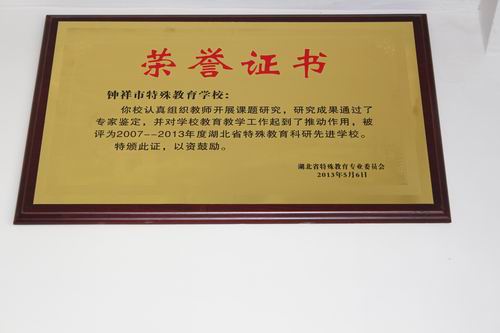 荣誉证书
钟祥市特殊教育学校：
你校认真组织教师开展课题研究，研究成果通过了
专家鉴定，并对学校教育教学工作起到了推动作用，被
评为2007--2013年度湖北省特殊教育科研先进学校。
特颁此证，以资鼓励。
湖北省特殊教育专业委员会
2013年5月6日